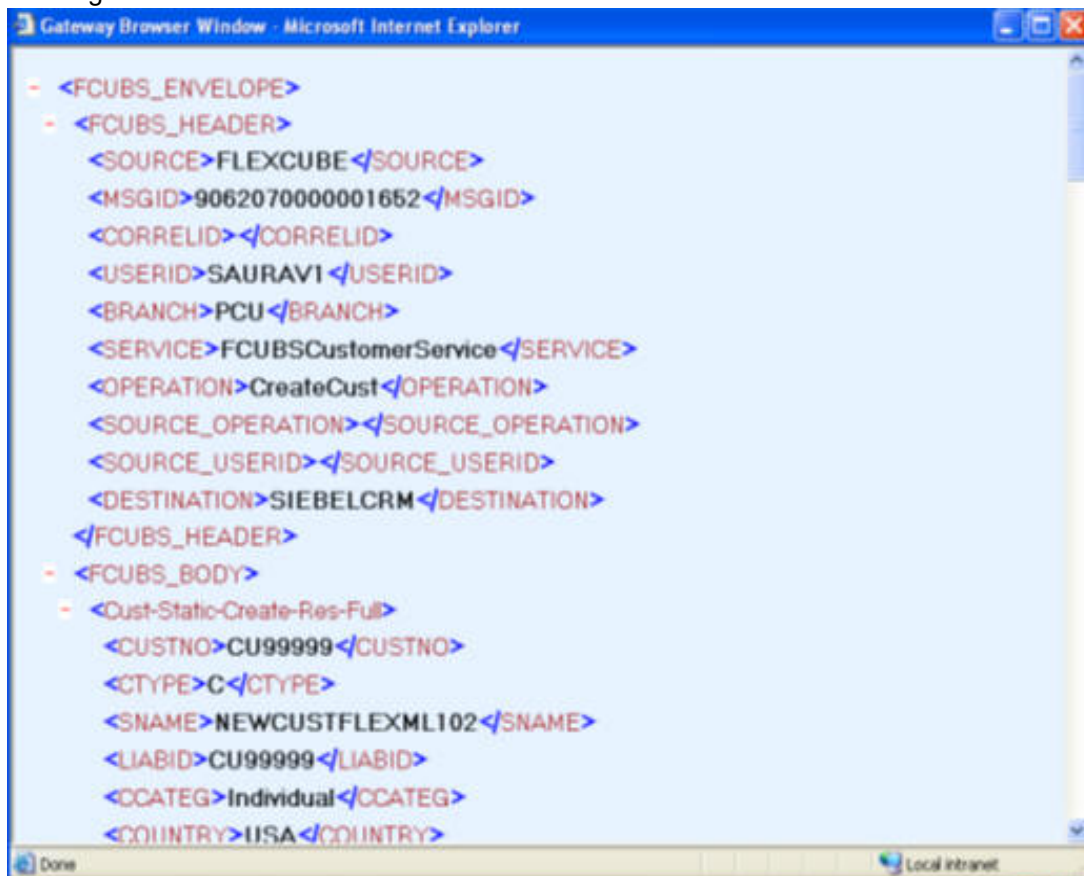 Gateway Browser Window - Microsoft Internet Explorer
- <FCUBS_ENVELOPE>
- <FCUBS_HEADER>
<SOURCE>FLEXCUBE</SOURCE>
<MSGID>9062070000001652</MSGID>
<CORRELID></CORRELID>
<USERID>SAURAV1</USERID>
<BRANCH>PCU</BRANCH>
<SERVICE>FCUBSCustomerService</SERVICE>
<OPERATION>CreateCust</OPERATION>
<SOURCE_OPERATION></SOURCE_OPERATION>
<SOURCE_USERID></SOURCE_USERID>
<DESTINATION>SIEBELCRM</DESTINATION>
</FCUBS_HEADER>
- <FCUBS_BODY>
- <Cust-Static-Create-Res-Full>
<CUSTNO>CU99999</CUSTNO>
<CTYPE>C</CTYPE>
<SNAME>NEWCUSTFLEXML102</SNAME>
<LIABID>CU99999</LIABID>
<CCATEG>Individual</CCATEG>
<COUNTRY>USA</COUNTRY>
Done Local intranet